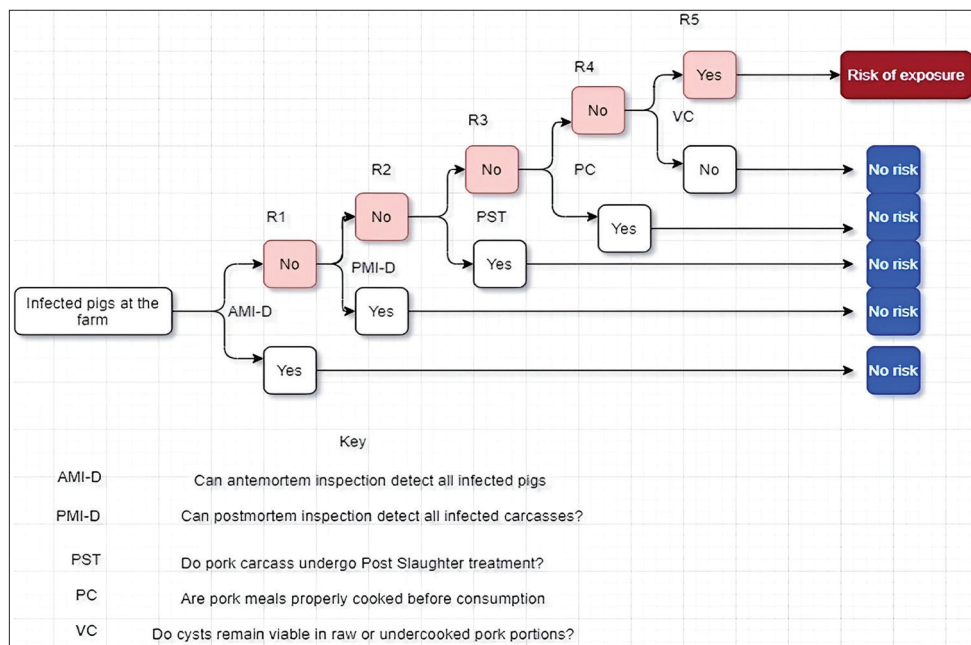 R5
Yes
Risk of exposure
R4
No
VC
R3
No
No
No risk
R2
No
PC
No risk
R1
PST
Yes
No
PMI-D
Yes
No risk
Infected pigs at the
farm
AMI-D
Yes
No risk
Yes
No risk
Key
AMI-D Can antemortem inspection detect all infected pigs
PMI-D Can postmortem inspection detect all infected carcasses?
PST Do pork carcass undergo Post Slaughter treatment?
PC Are pork meals properly cooked before consumption
VC Do cysts remain viable in raw or undercooked pork portions?